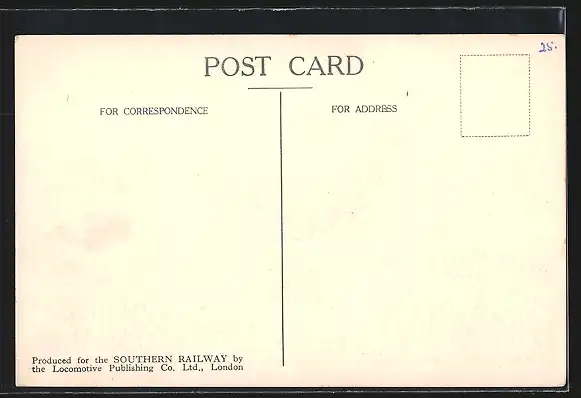 25.
POST CARD
FOR CORRESPONDENCE
FOR ADDRESS
Produced for the SOUTHERN RAILWAY by
the Locomotive Publishing Co. Ltd., London